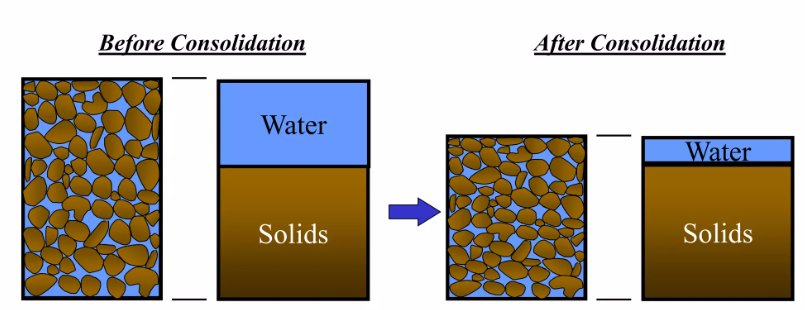 Before Consolidation
After Consolidation
Water
Solids
Water
Solids